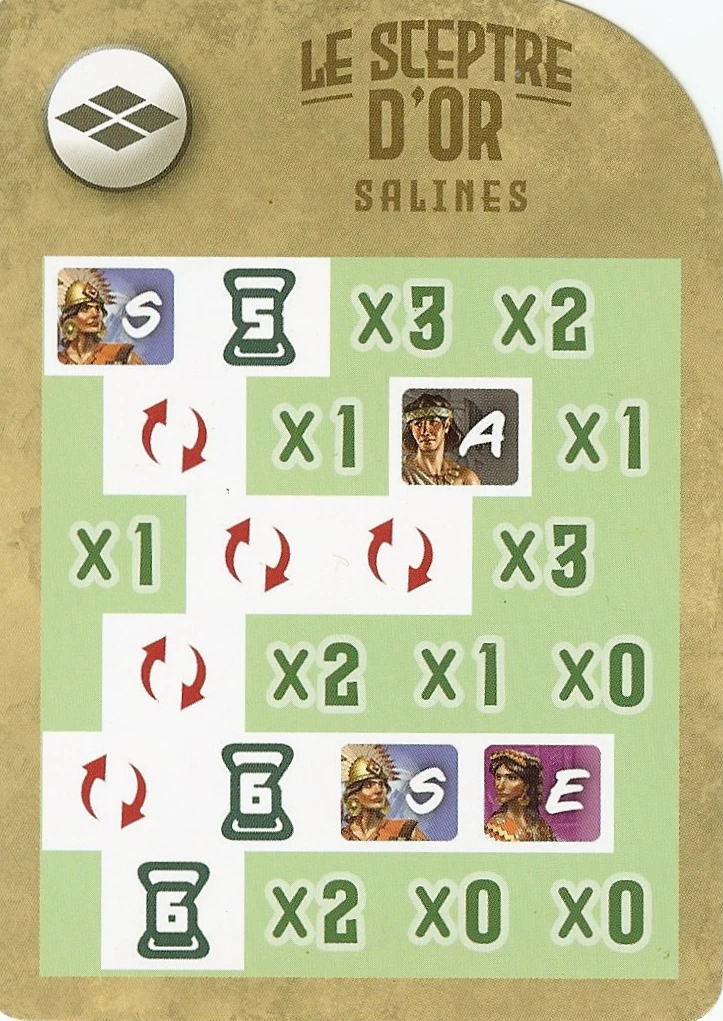 LE SCEPTRE
D'OR
SALINES
S 5 X3 X2
X1 A X1
X1 X3
X2 X1 X0
6 S E
6 X2 X0 X0